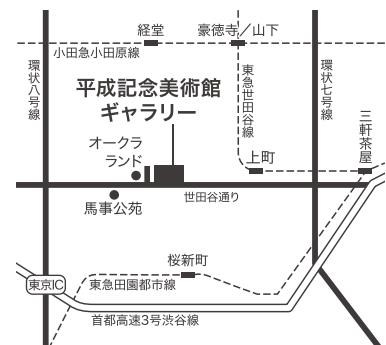 経堂
豪徳寺／山下
小田急小田原線
環状八号線
東急世田谷線
環状七号線
平成記念美術館
ギャラリー
三軒茶屋
オークラ
ランド
上町
世田谷通り
馬事公苑
桜新町
東京IC
東急田園都市線
首都高速3号渋谷線